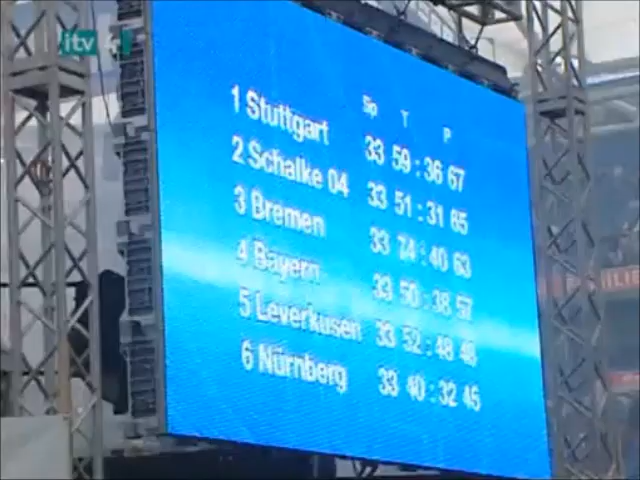 itv 4
Sp T P
1 Stuttgart 33 59:36 67
2 Schalke 04 33 51:31 65
3 Bremen 33 74:40 63
4 Bayern 33 50:38 57
5 Leverkusen 33 52:48 48
6 Nürnberg 33 40:32 45